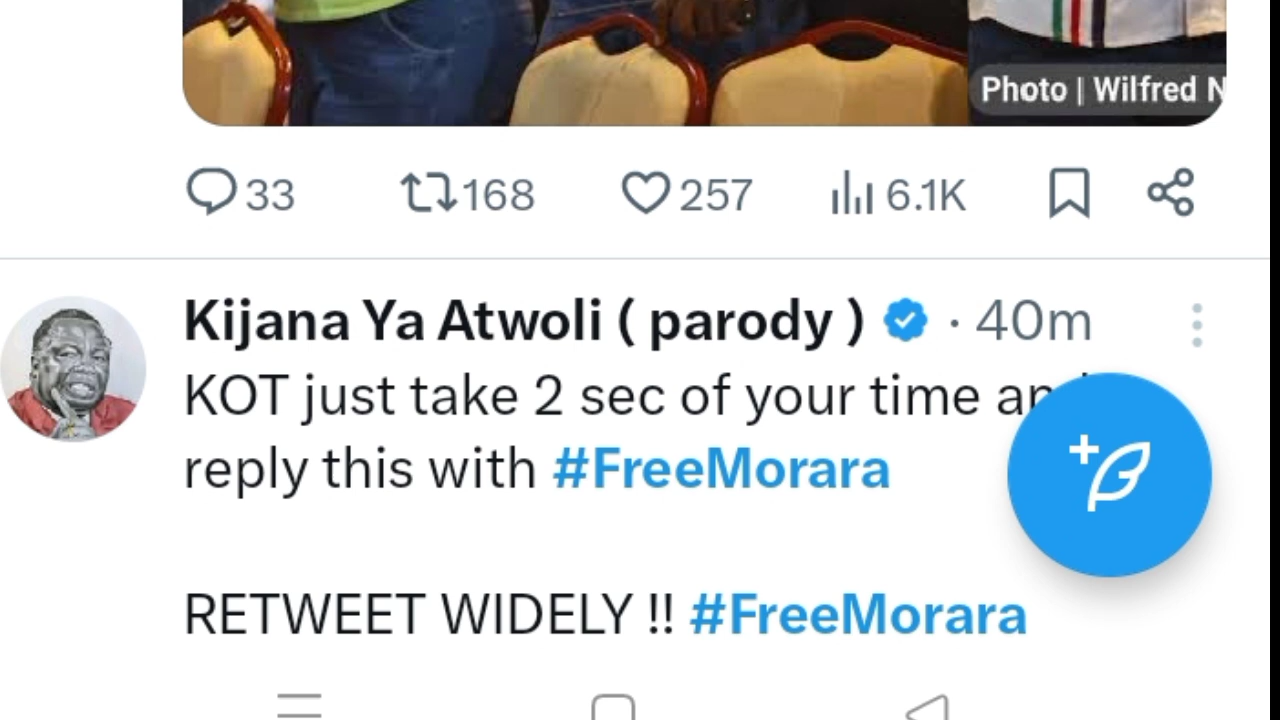 Photo | Wilfred N
33 168 257 6.1K
Kijana Ya Atwoli ( parody ) · 40m
KOT just take 2 sec of your time and
reply this with #FreeMorara
RETWEET WIDELY !! #FreeMorara